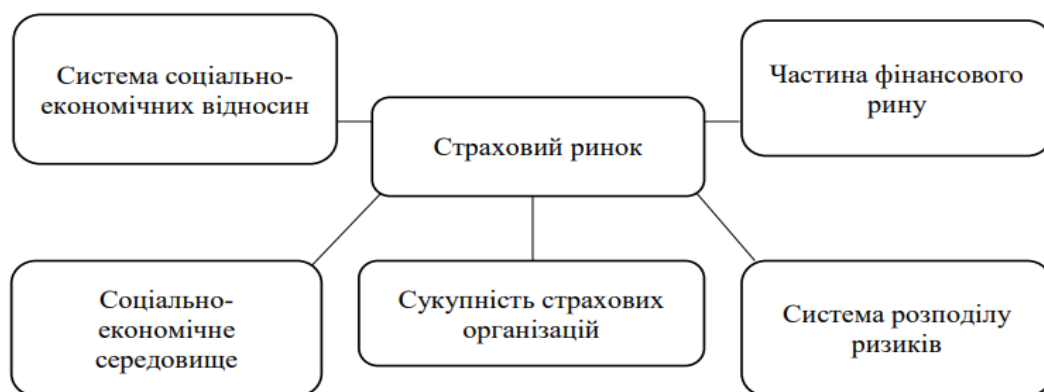 Система соціально-
економічних відносин
Частина фінансового
рину
Страховий ринок
Соціально-
економічне
середовище
Сукупність страхових
організацій
Система розподілу
ризиків